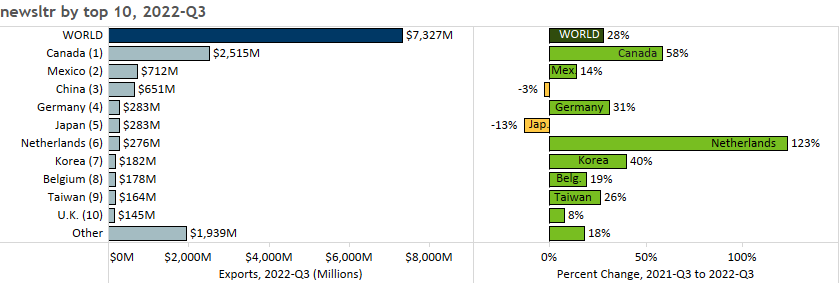 newsltr by top 10, 2022-Q3
WORLD $7,327M WORLD 28%
Canada (1) $2,515M Canada 58%
Mexico (2) $712M Mex 14%
China (3) $651M -3%
Germany (4) $283M Germany 31%
Japan (5) $283M -13% Jap.
Netherlands (6) $276M Netherlands 123%
Korea (7) $182M Korea 40%
Belgium (8) $178M Belg. 19%
Taiwan (9) $164M Taiwan 26%
U.K. (10) $145M 8%
Other $1,939M 18%
$0M $2,000M $4,000M $6,000M $8,000M 0% 50% 100%
Exports, 2022-Q3 (Millions) Percent Change, 2021-Q3 to 2022-Q3